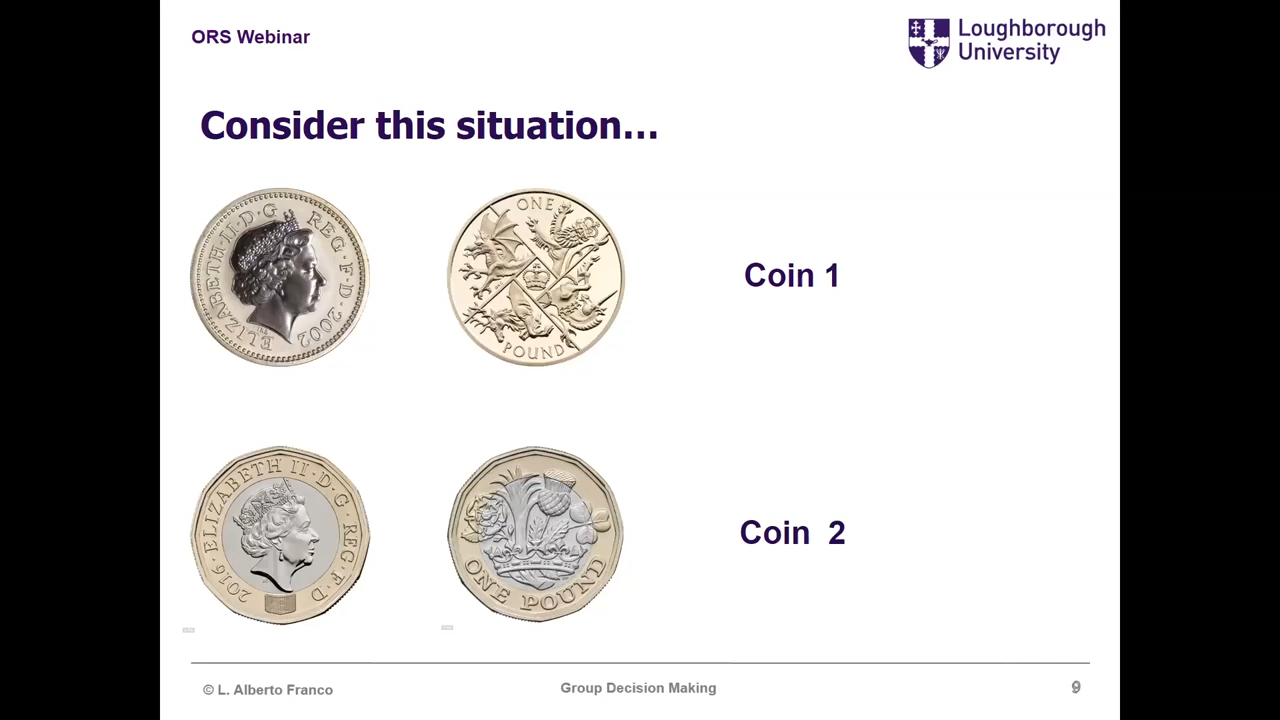 ORS Webinar
Loughborough
University
Consider this situation...
ELIZABETH·II·D·G REG·F·D·2002
ONE
POUND
Coin 1
2016·ELIZABETH II·D·G·REG·F·D
ONE POUND
Coin 2
© L. Alberto Franco
Group Decision Making
9